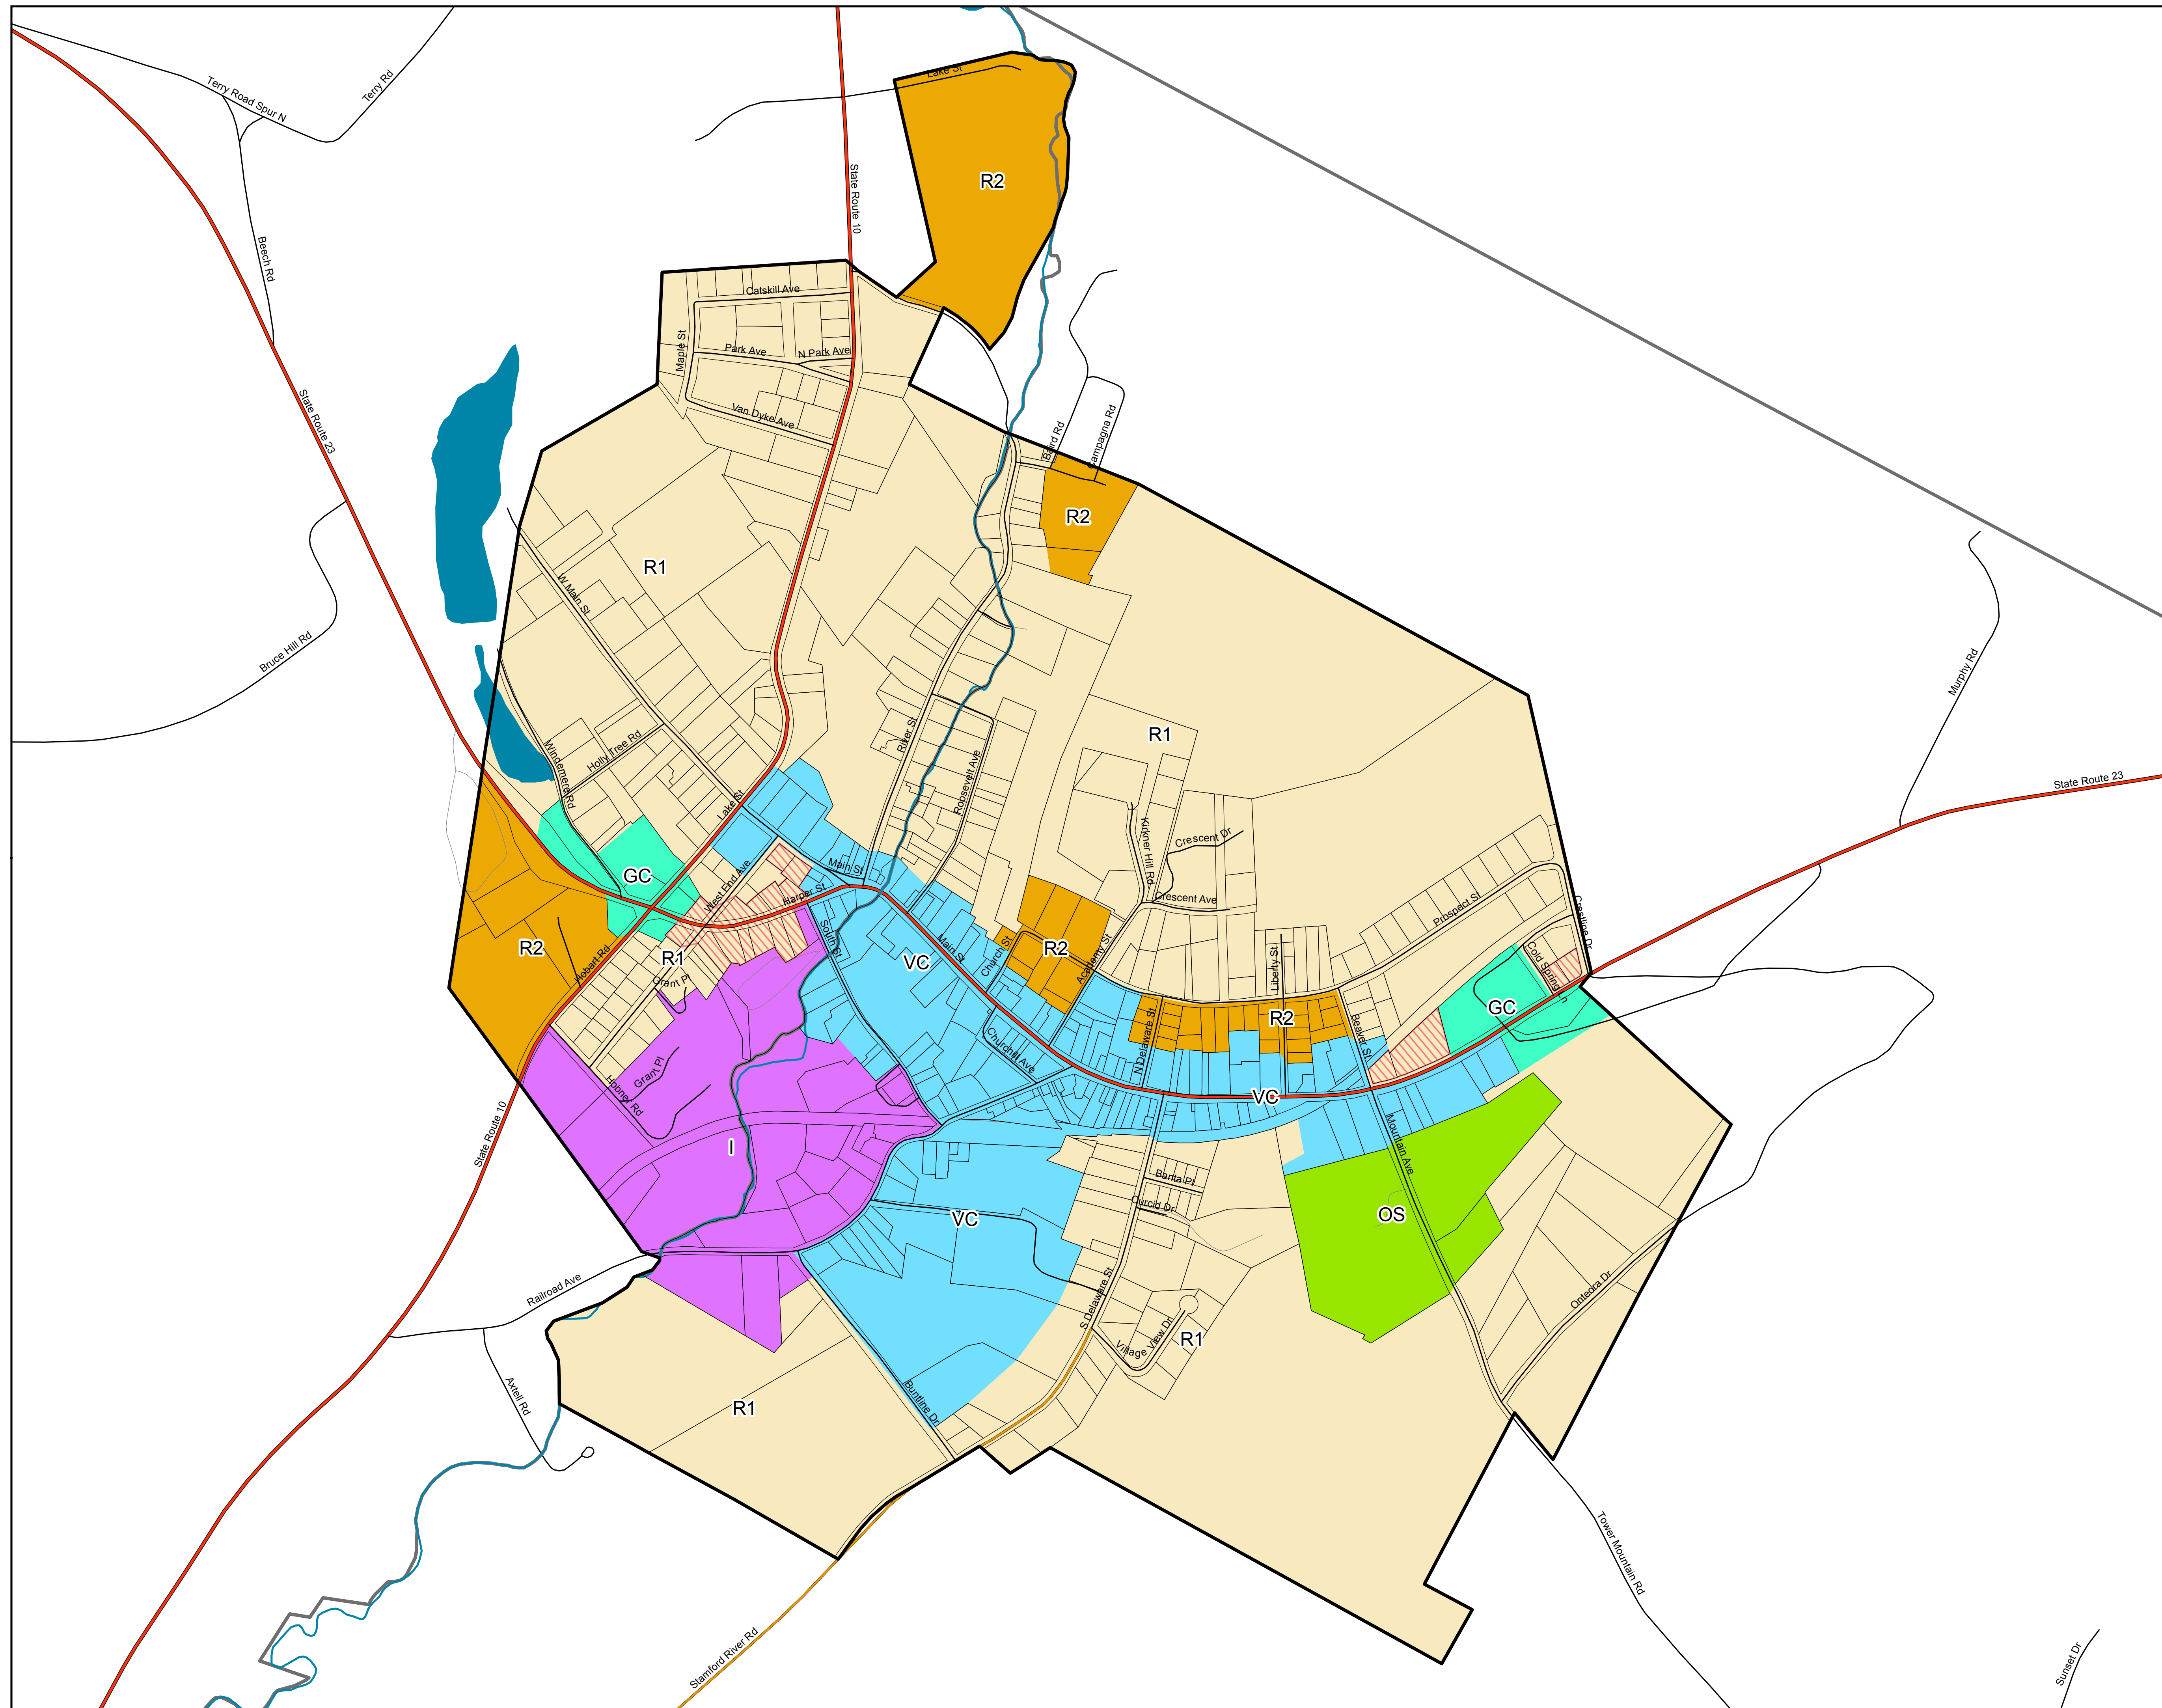 Lake St
Terry Rd
Terry Road Spur N
R2
State Route 10
Beech Rd
Catskill Ave
Maple St
Park Ave
N Park Ave
Van Dyke Ave
State Route 23
Baird Rd
Campagna Rd
R2
R1
W Main St
Bruce Hill Rd
Murphy Rd
River St
R1
Holly Tree Rd
Windemere Rd
Roosevelt Ave
State Route 23
Lake St
Kirkner Hill Rd
Crescent Dr
Main St
GC
West End Ave
Harper St
Crescent Ave
Prospect St
Crestline Dr
South St
Main St
Church St
R2
Academy St
R2
Hobart Rd
R1
Grant Pl
VC
Liberty St
Cold Spring Ln
GC
R2
N Delaware St
Beaver St
Churchill Ave
Grant Pl
Hobner Rd
VC
State Route 10
I
Mountain Ave
Banta Pl
Curcid Dr
VC
OS
Railroad Ave
S Delaware St
Onteora Dr
Village View Dr
R1
Axtell Rd
R1
Buntline Dr
Tower Mountain Rd
Stamford River Rd
Sunset Dr